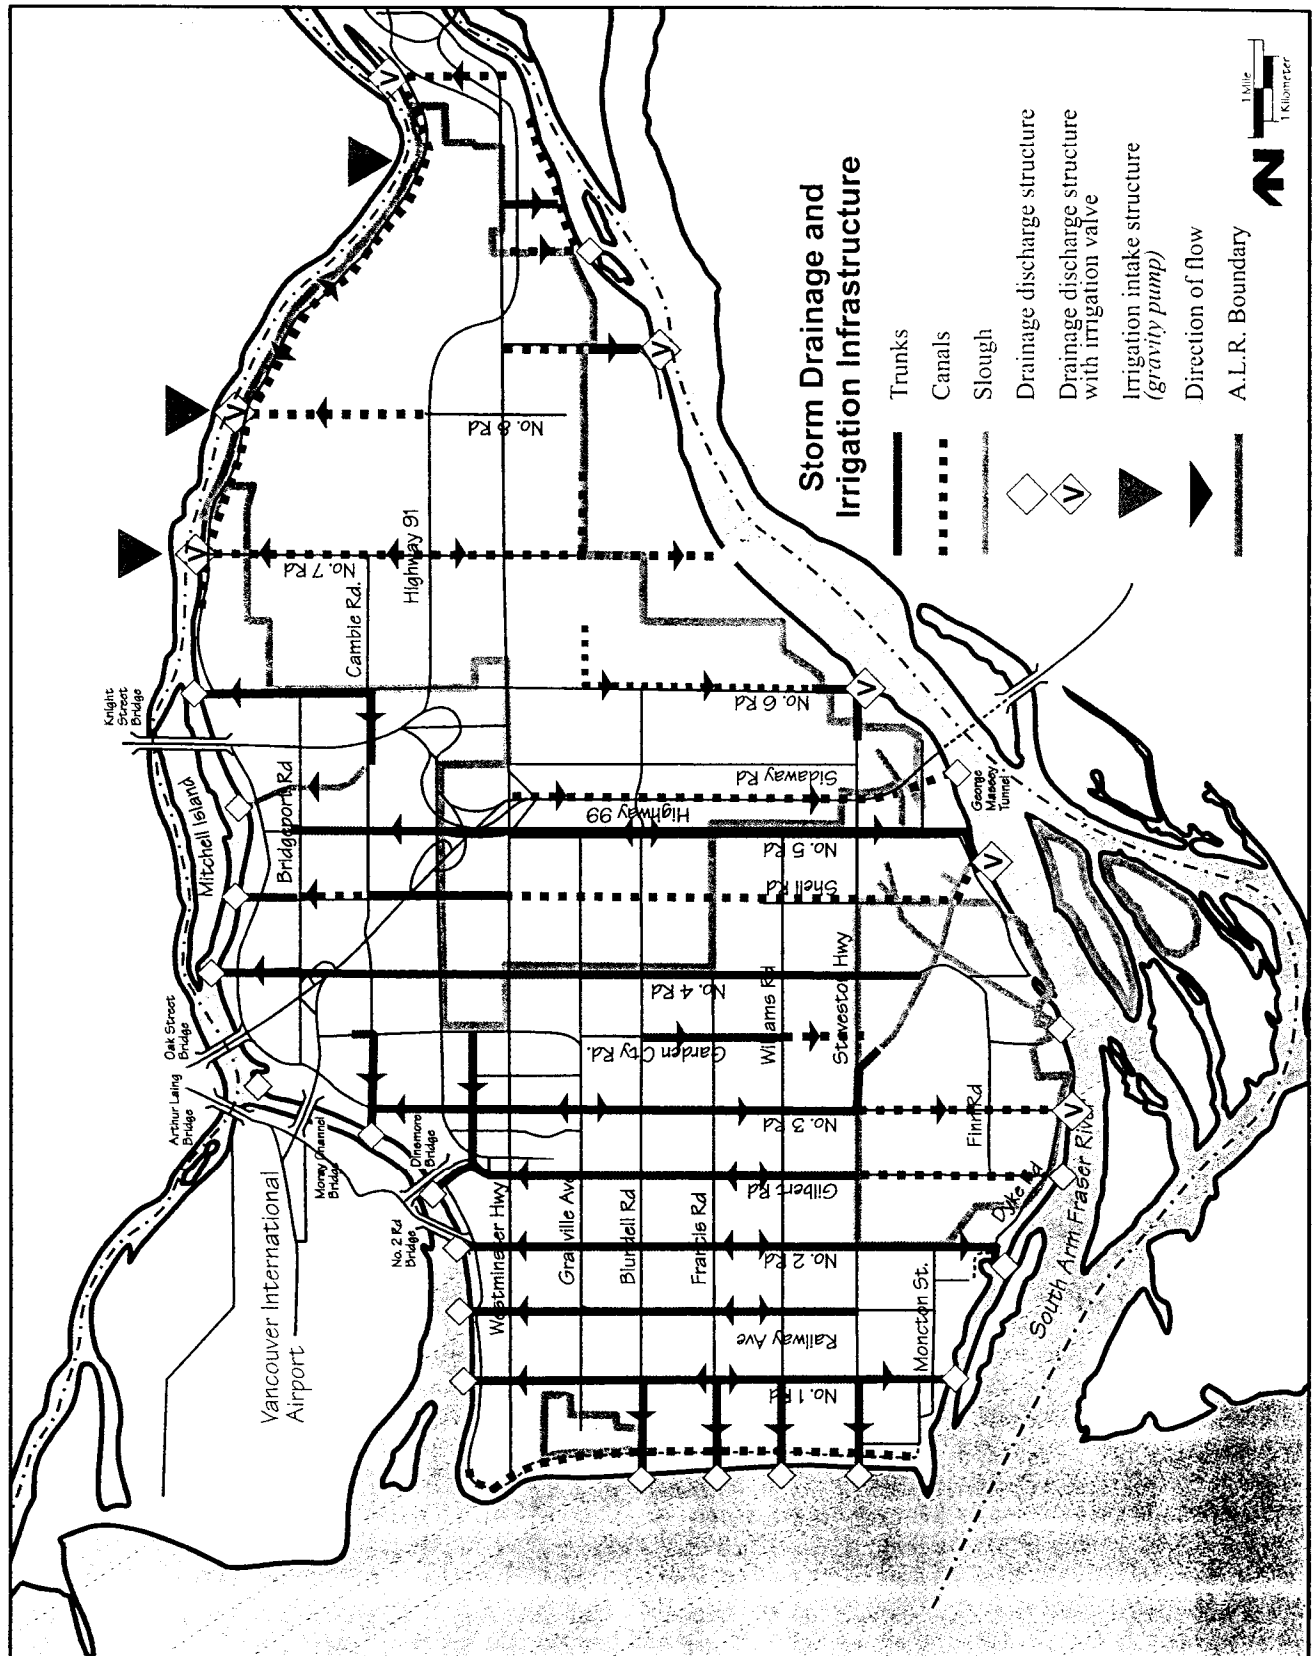 Storm Drainage and
Irrigation Infrastructure
Trunks
Canals
Slough
Drainage discharge structure
V
Drainage discharge structure
with irrigation valve
Irrigation intake structure
(gravity pump)
Direction of flow
A.L.R. Boundary
N
1 Mile
1 Kilometer
Knight
Street
Bridge
Mitchell Island
Oak Street
Bridge
Arthur Laing
Bridge
Moray Channel
Bridge
Dinsmore
Bridge
No. 2 Rd
Bridge
Vancouver International
Airport
Bridgeport Rd
Cambie Rd.
Highway 91
Westminster Hwy
Granville Ave
Blundell Rd
Francis Rd
Williams Rd
Steveston Hwy
Finn Rd
Dyke Rd
Moncton St.
South Arm Fraser River
George
Massey
Tunnel
No. 8 Rd
No. 7 Rd
No. 6 Rd
Sidaway Rd
Highway 99
No. 5 Rd
Shell Rd
No. 4 Rd
Garden City Rd.
No. 3 Rd
Gilbert Rd
No. 2 Rd
Railway Ave
No. 1 Rd
V
V
V
V
V
V
V
V